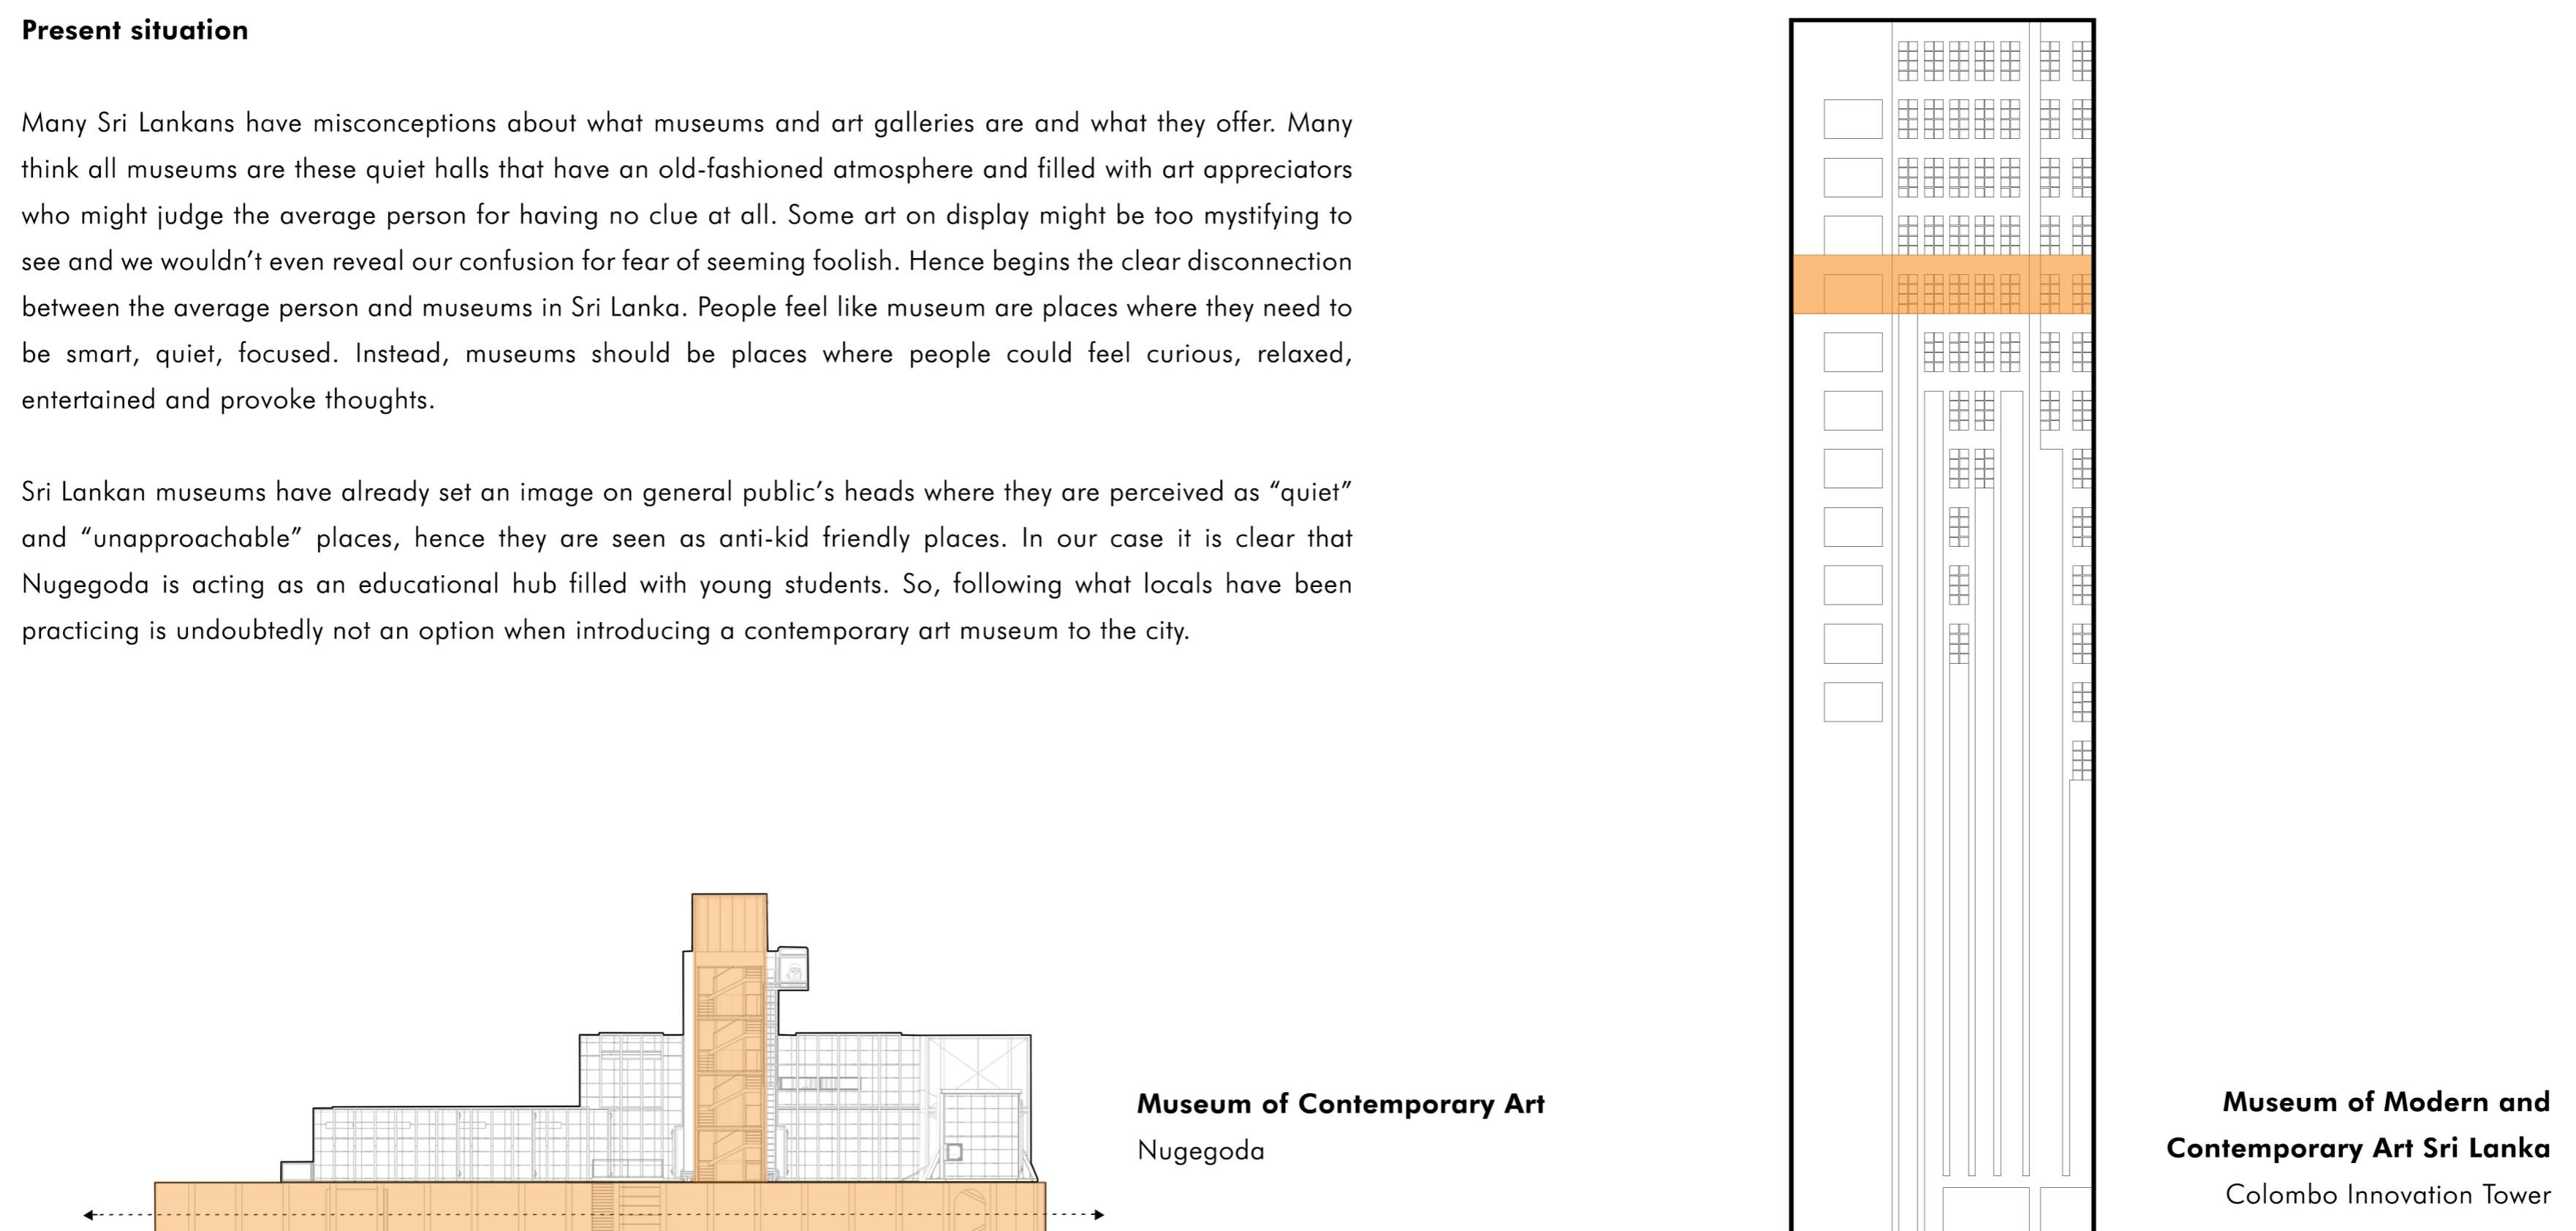 Present situation
Many Sri Lankans have misconceptions about what museums and art galleries are and what they offer. Many
think all museums are these quiet halls that have an old-fashioned atmosphere and filled with art appreciators
who might judge the average person for having no clue at all. Some art on display might be too mystifying to
see and we wouldn’t even reveal our confusion for fear of seeming foolish. Hence begins the clear disconnection
between the average person and museums in Sri Lanka. People feel like museum are places where they need to
be smart, quiet, focused. Instead, museums should be places where people could feel curious, relaxed,
entertained and provoke thoughts.
Sri Lankan museums have already set an image on general public’s heads where they are perceived as “quiet”
and “unapproachable” places, hence they are seen as anti-kid friendly places. In our case it is clear that
Nugegoda is acting as an educational hub filled with young students. So, following what locals have been
practicing is undoubtedly not an option when introducing a contemporary art museum to the city.
Museum of Contemporary Art
Nugegoda
Museum of Modern and
Contemporary Art Sri Lanka
Colombo Innovation Tower